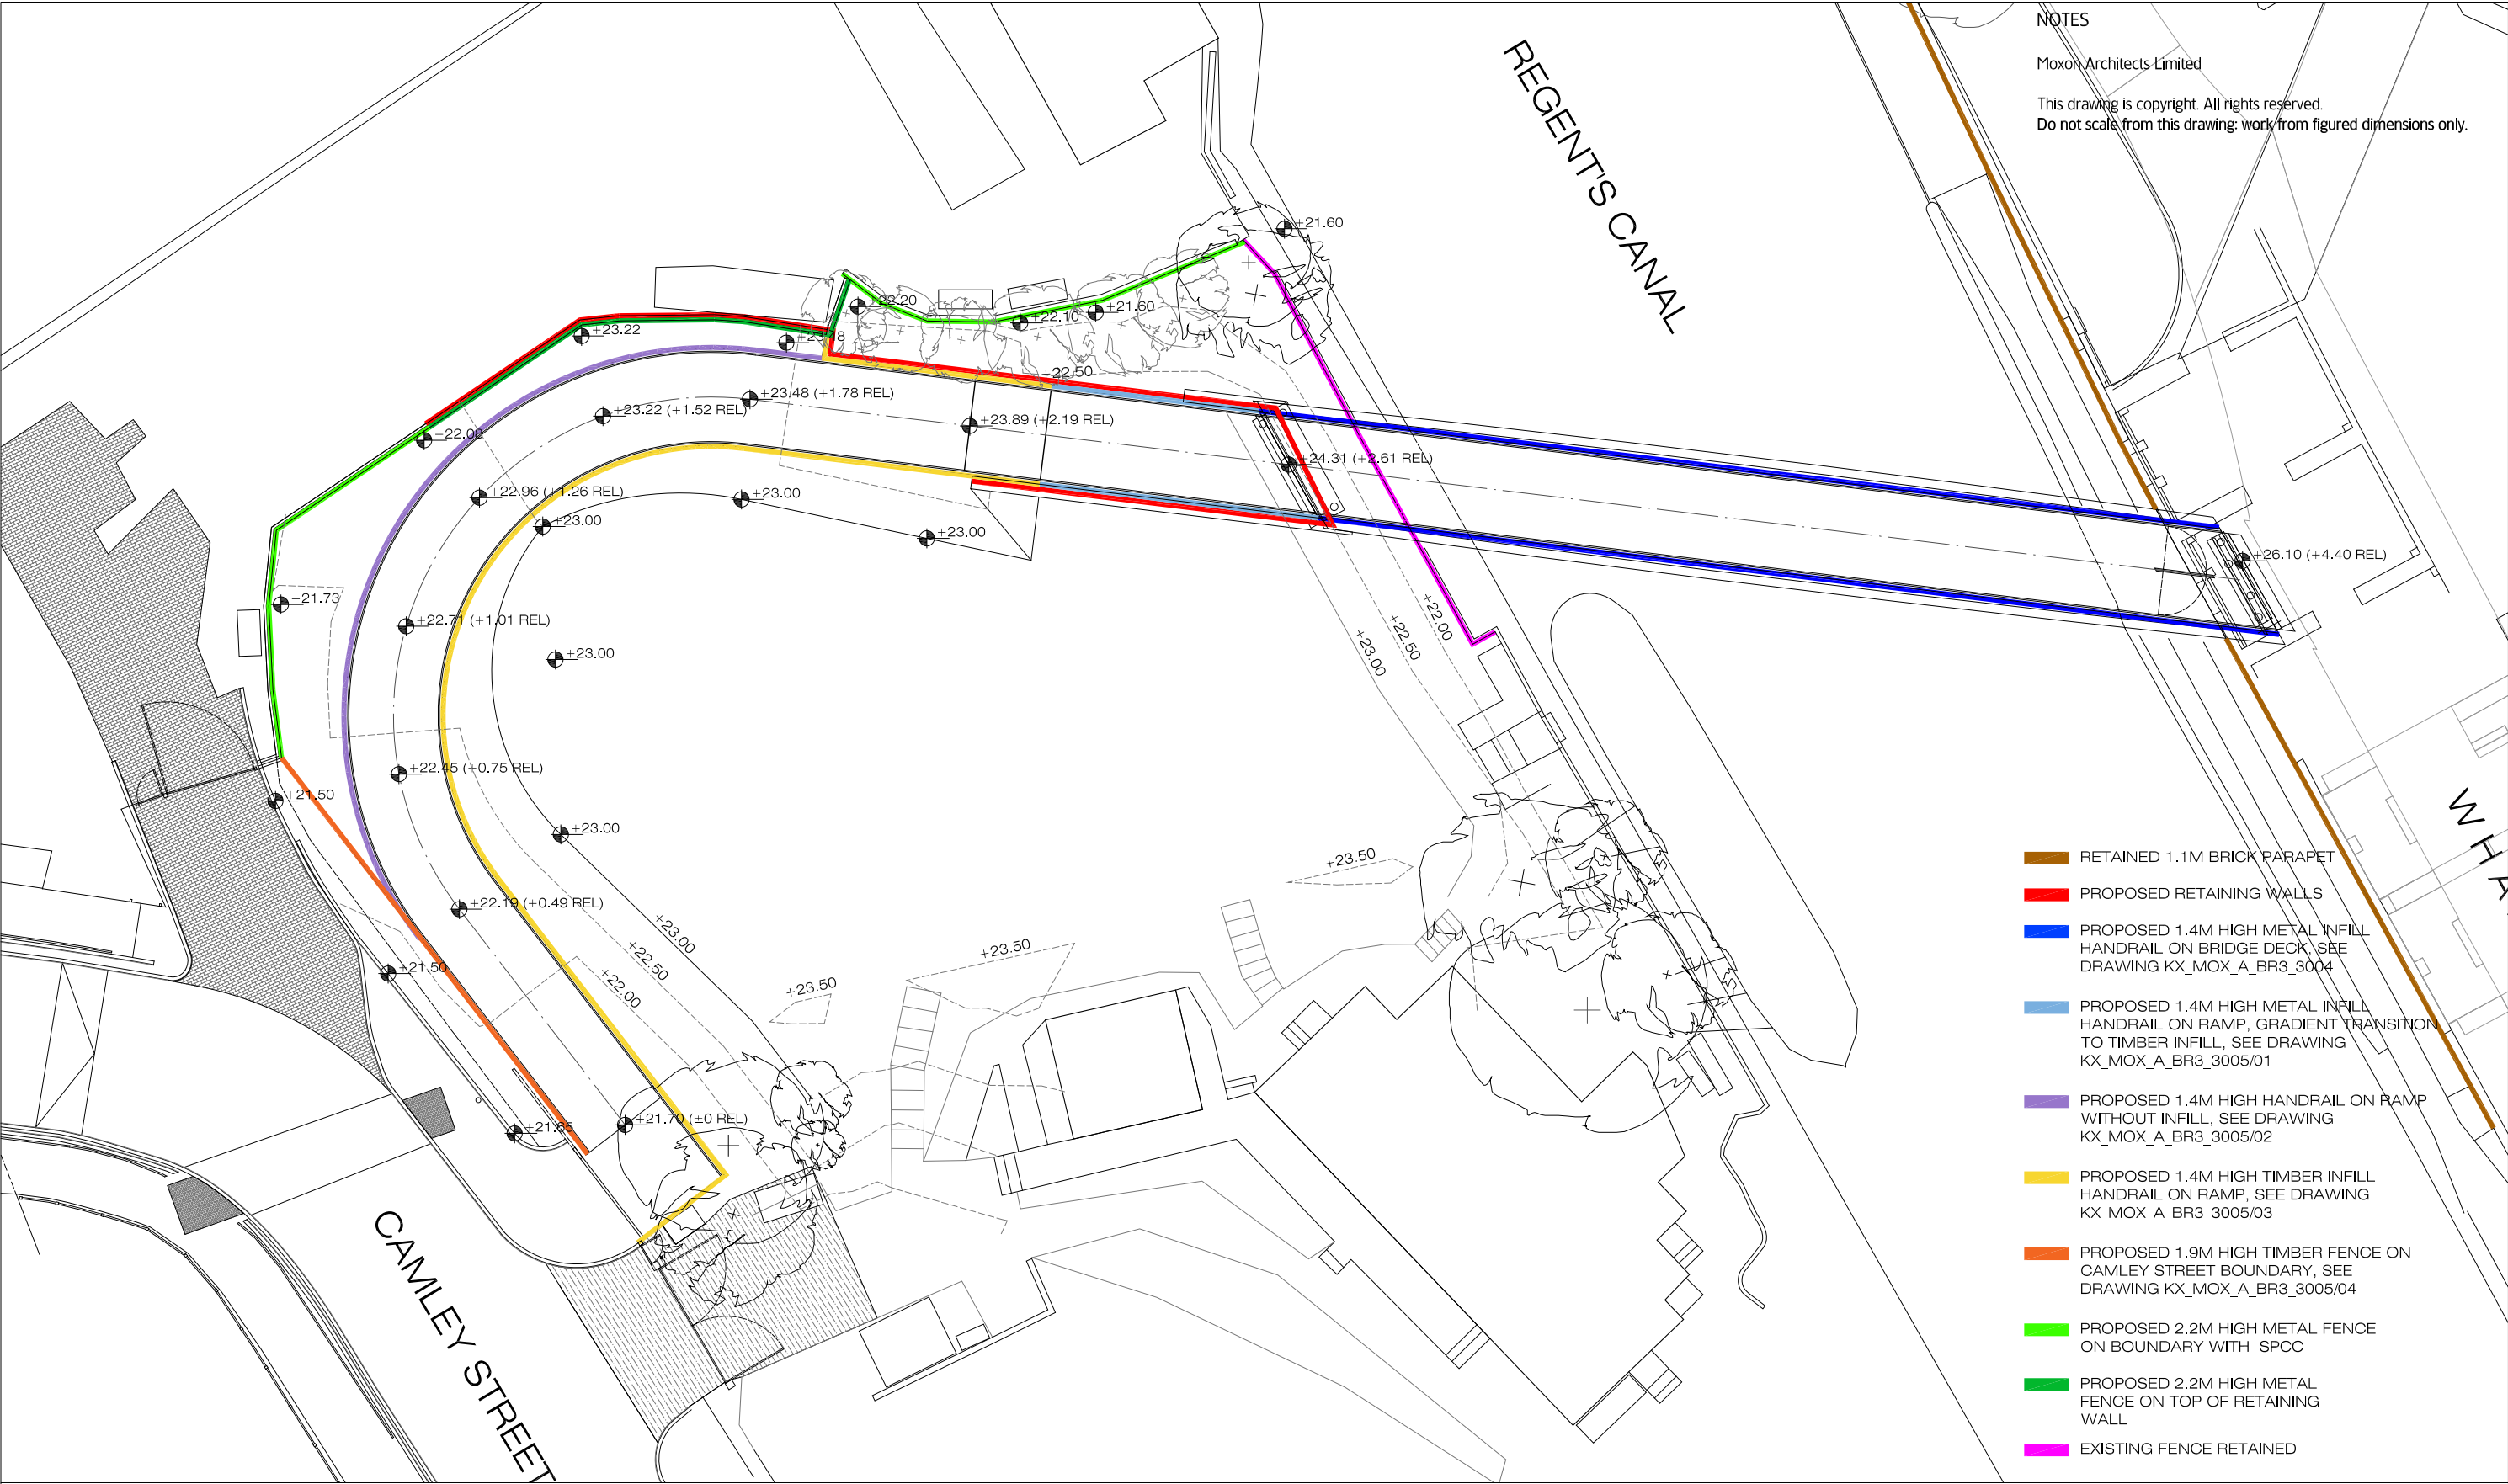 NOTES
Moxon Architects Limited
This drawing is copyright. All rights reserved.
Do not scale from this drawing: work from figured dimensions only.
REGENT'S CANAL
+21.60
+22.20
+21.60
+22.10
+23.22
+23.48
+22.50
+23.48 (+1.78 REL)
+23.22 (+1.52 REL)
+23.89 (+2.19 REL)
+22.08
+24.31 (+2.61 REL)
+22.96 (+1.26 REL)
+23.00
+23.00
+23.00
+26.10 (+4.40 REL)
+21.73
+22.71 (+1.01 REL)
+22.00
+22.50
+23.00
+23.00
+22.45 (+0.75 REL)
+21.50
+23.00
+23.50
+22.19 (+0.49 REL)
+23.00
+22.50
+22.00
+23.50
+23.50
+21.50
+21.70 (±0 REL)
+21.65
CAMLEY STREET
WHA
RETAINED 1.1M BRICK PARAPET
PROPOSED RETAINING WALLS
PROPOSED 1.4M HIGH METAL INFILL
HANDRAIL ON BRIDGE DECK, SEE
DRAWING KX_MOX_A_BR3_3004
PROPOSED 1.4M HIGH METAL INFILL
HANDRAIL ON RAMP, GRADIENT TRANSITION
TO TIMBER INFILL, SEE DRAWING
KX_MOX_A_BR3_3005/01
PROPOSED 1.4M HIGH HANDRAIL ON RAMP
WITHOUT INFILL, SEE DRAWING
KX_MOX_A_BR3_3005/02
PROPOSED 1.4M HIGH TIMBER INFILL
HANDRAIL ON RAMP, SEE DRAWING
KX_MOX_A_BR3_3005/03
PROPOSED 1.9M HIGH TIMBER FENCE ON
CAMLEY STREET BOUNDARY, SEE
DRAWING KX_MOX_A_BR3_3005/04
PROPOSED 2.2M HIGH METAL FENCE
ON BOUNDARY WITH SPCC
PROPOSED 2.2M HIGH METAL
FENCE ON TOP OF RETAINING
WALL
EXISTING FENCE RETAINED